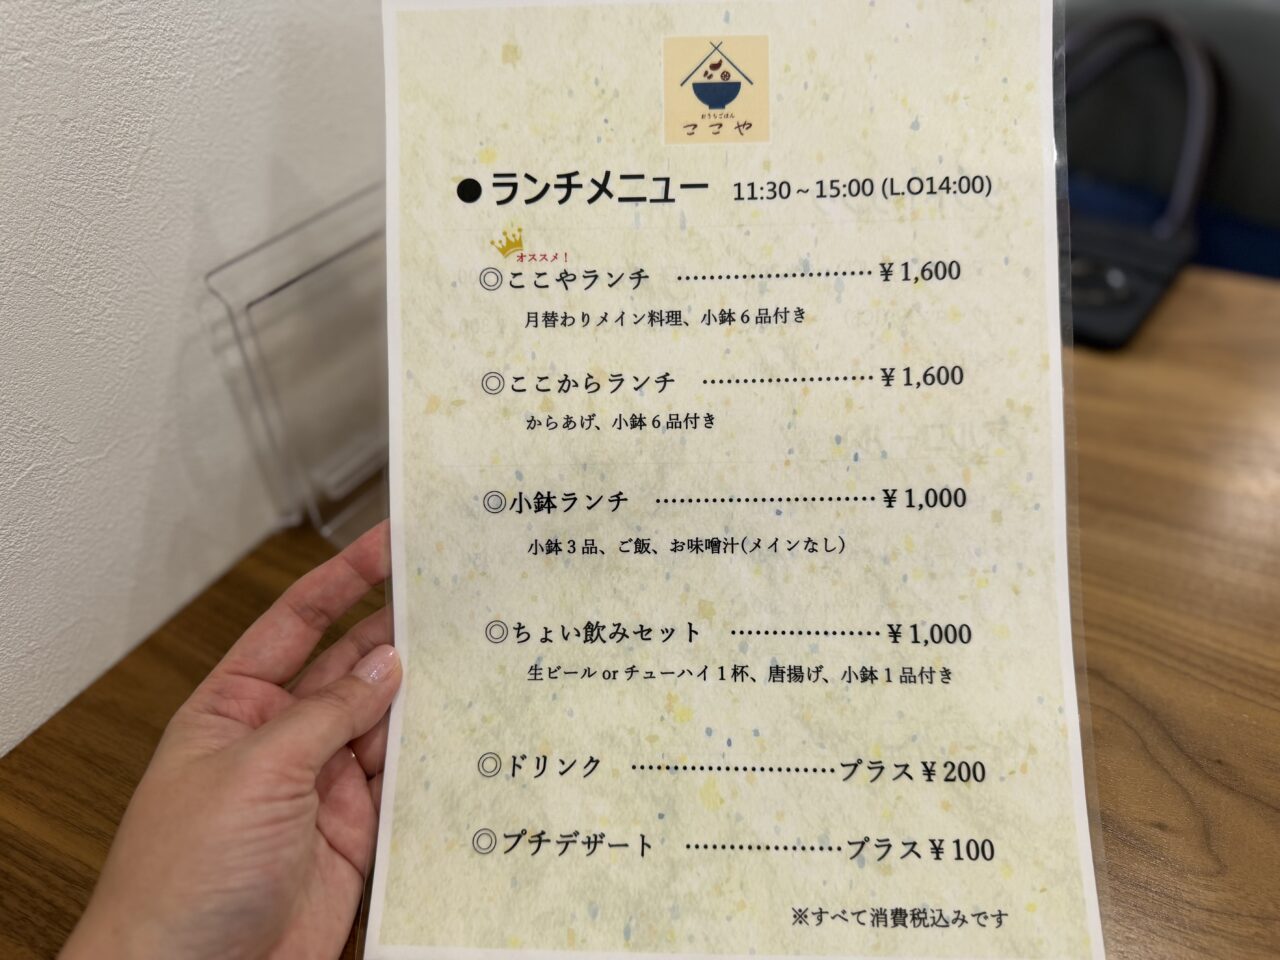 おうちごはん
ここや
●ランチメニュー 11:30～15:00 (L.O14:00)
オススメ！
◎ここやランチ ························ ¥1,600
月替わりメイン料理、小鉢6品付き
◎ここからランチ ····················· ¥1,600
からあげ、小鉢6品付き
◎小鉢ランチ ··························· ¥1,000
小鉢3品、ご飯、お味噌汁(メインなし)
◎ちょい飲みセット ·················· ¥1,000
生ビール or チューハイ1杯、唐揚げ、小鉢1品付き
◎ドリンク ························プラス¥200
◎プチデザート ··················プラス¥100
※すべて消費税込みです